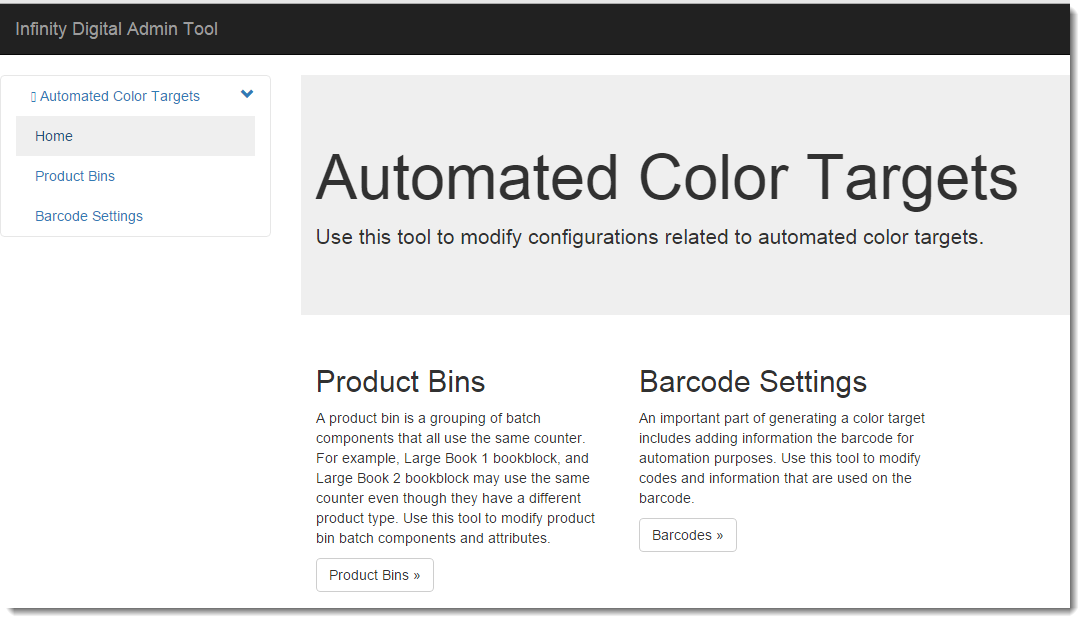 Infinity Digital Admin Tool
Automated Color Targets
Home
Product Bins
Barcode Settings
Automated Color Targets
Use this tool to modify configurations related to automated color targets.
Product Bins
A product bin is a grouping of batch
components that all use the same counter.
For example, Large Book 1 bookblock, and
Large Book 2 bookblock may use the same
counter even though they have a different
product type. Use this tool to modify product
bin batch components and attributes.
Product Bins »
Barcode Settings
An important part of generating a color target
includes adding information the barcode for
automation purposes. Use this tool to modify
codes and information that are used on the
barcode.
Barcodes »